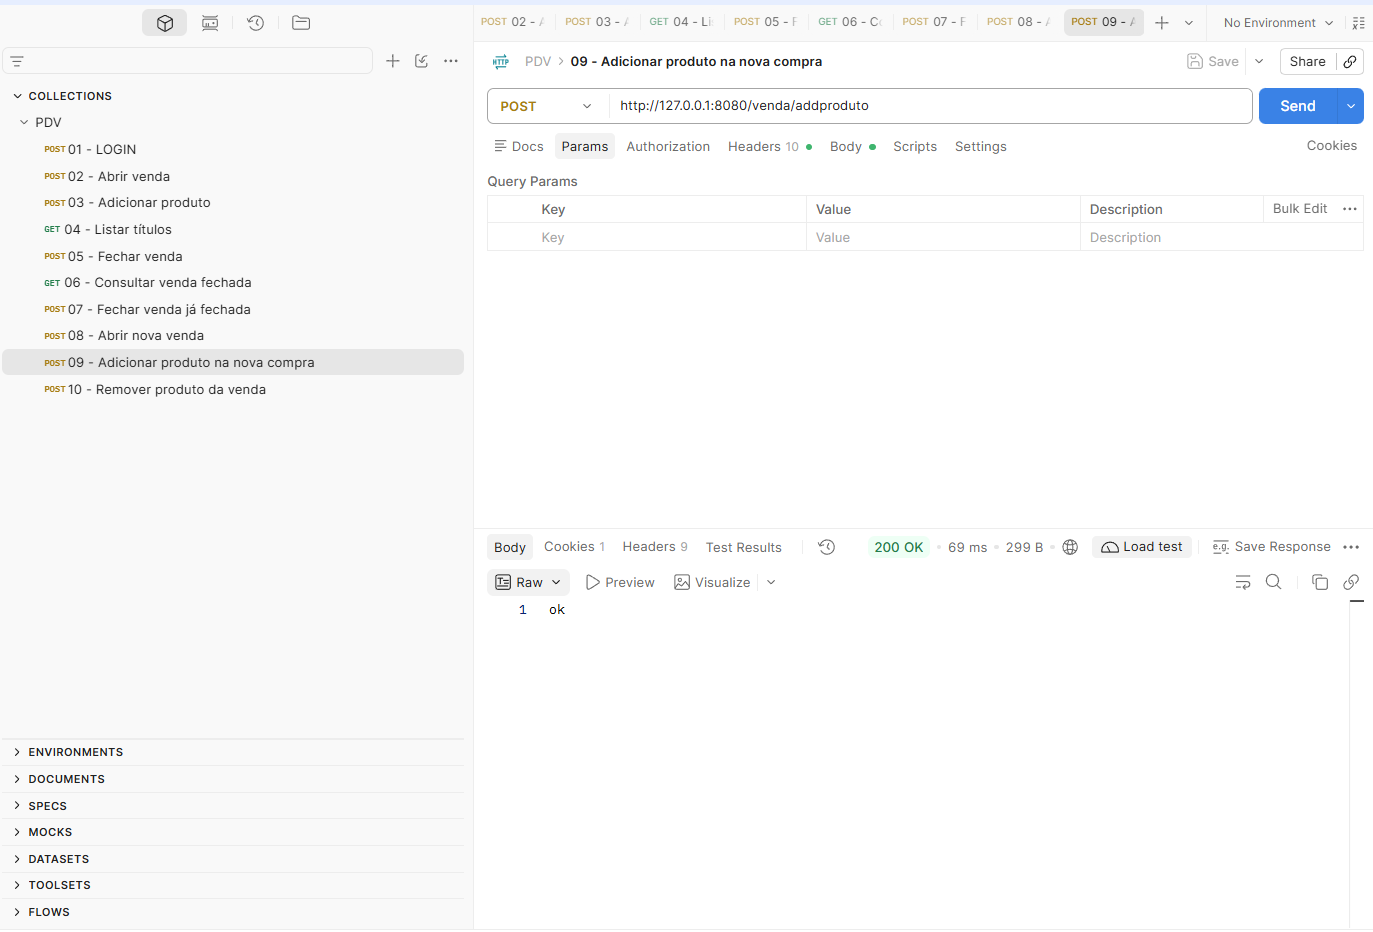 COLLECTIONS
PDV
POST 01 - LOGIN
POST 02 - Abrir venda
POST 03 - Adicionar produto
GET 04 - Listar títulos
POST 05 - Fechar venda
GET 06 - Consultar venda fechada
POST 07 - Fechar venda já fechada
POST 08 - Abrir nova venda
POST 09 - Adicionar produto na nova compra
POST 10 - Remover produto da venda
ENVIRONMENTS
DOCUMENTS
SPECS
MOCKS
DATASETS
TOOLSETS
FLOWS
POST 02 - POST 03 - GET 04 - POST 05 - GET 06 - POST 07 - POST 08 - POST 09 - No Environment
HTTP PDV > 09 - Adicionar produto na nova compra Save Share
POST http://127.0.0.1:8080/venda/addproduto Send
Docs Params Authorization Headers 10 Body Scripts Settings Cookies
Query Params
Key Value Description Bulk Edit
Key Value Description
Body Cookies 1 Headers 9 Test Results 200 OK 69 ms 299 B Load test e.g. Save Response
Raw Preview Visualize
1 ok